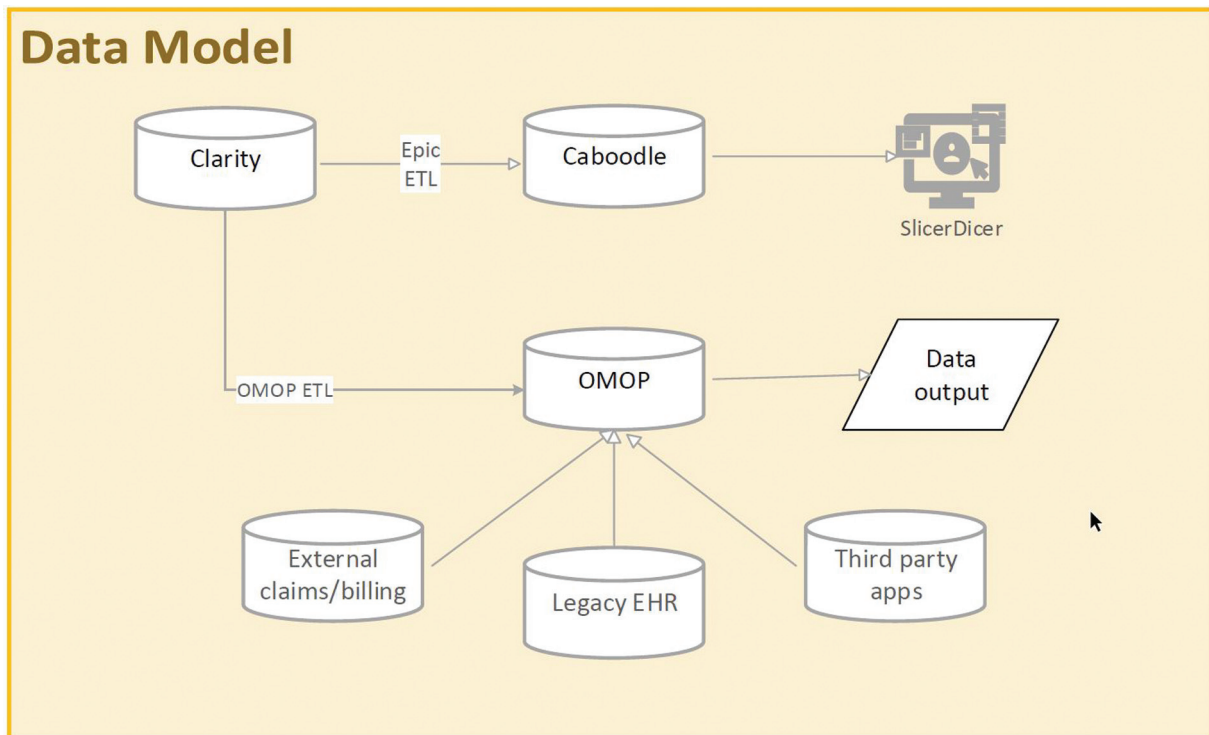 Data Model
Clarity
Epic
ETL
Caboodle
SlicerDicer
OMOP ETL
OMOP
Data
output
External
claims/billing
Legacy EHR
Third party
apps